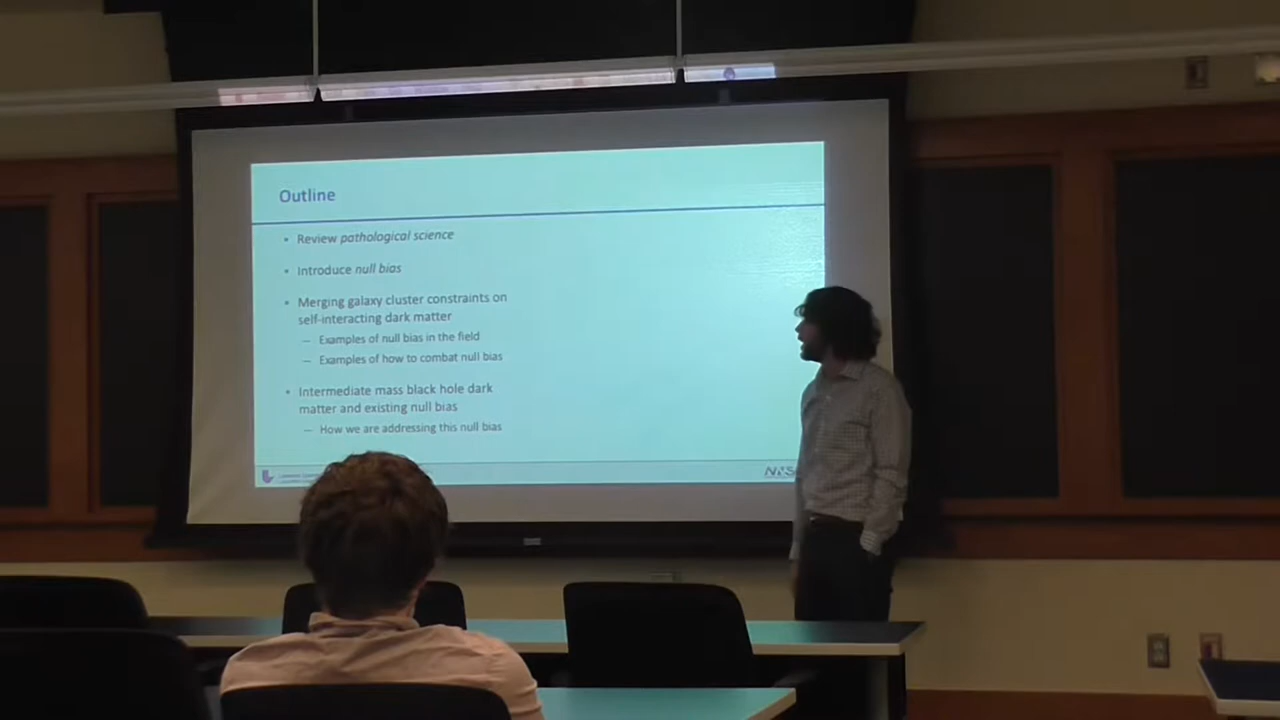 Outline
• Review pathological science
• Introduce null bias
• Merging galaxy cluster constraints on
self-interacting dark matter
– Examples of null bias in the field
– Examples of how to combat null bias
• Intermediate mass black hole dark
matter and existing null bias
– How we are addressing this null bias